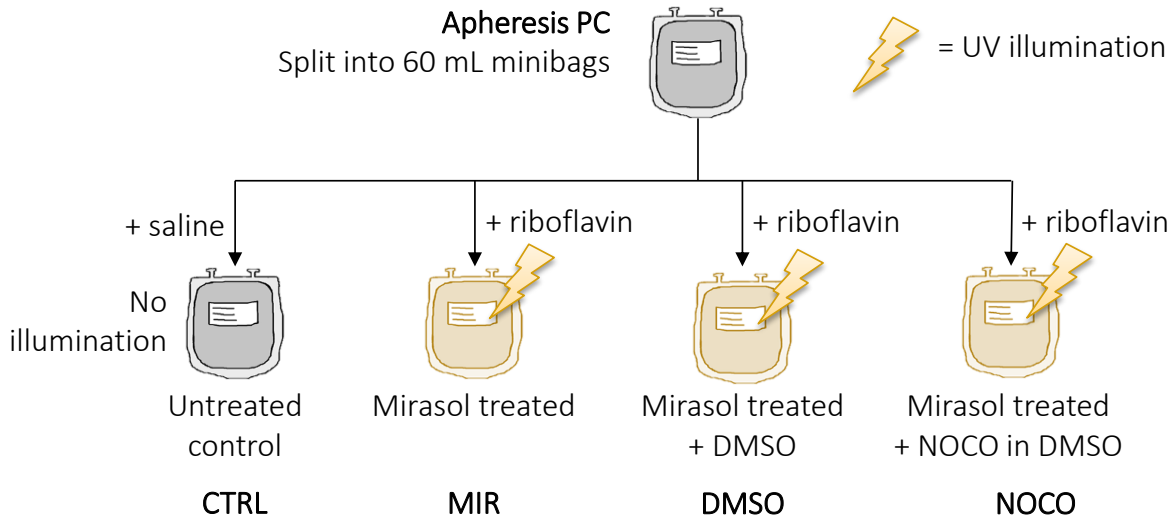 Apheresis PC
Split into 60 mL minibags
= UV illumination
+ saline
+ riboflavin
+ riboflavin
+ riboflavin
No
illumination
Untreated
control
Mirasol treated
Mirasol treated
+ DMSO
Mirasol treated
+ NOCO in DMSO
CTRL
MIR
DMSO
NOCO